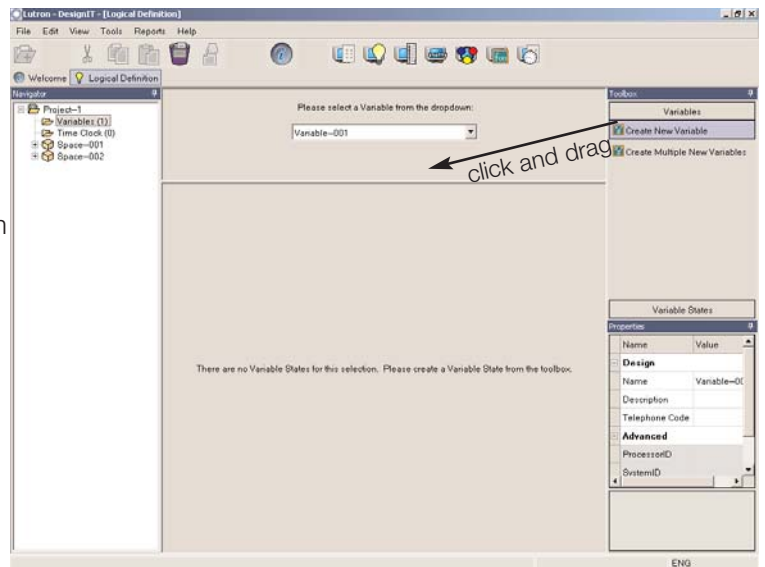 Lutron - DesignIT - [Logical Definition]
File Edit View Tools Reports Help
Welcome Logical Definition
Navigator
Project-1
Variables (1)
Time Clock (0)
Space-001
Space-002
Please select a Variable from the dropdown:
Variable-001
click and drag
There are no Variable States for this selection. Please create a Variable State from the toolbox.
Toolbox
Variables
Create New Variable
Create Multiple New Variables
Variable States
Properties
Name Value
Design
Name Variable-00
Description
Telephone Code
Advanced
ProcessorID
SystemID
ENG